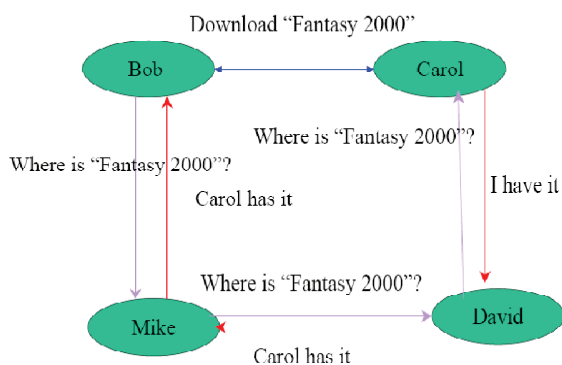 Download “Fantasy 2000”
Bob
Carol
Where is “Fantasy 2000”?
Where is “Fantasy 2000”?
I have it
Carol has it
Where is “Fantasy 2000”?
Mike
David
Carol has it